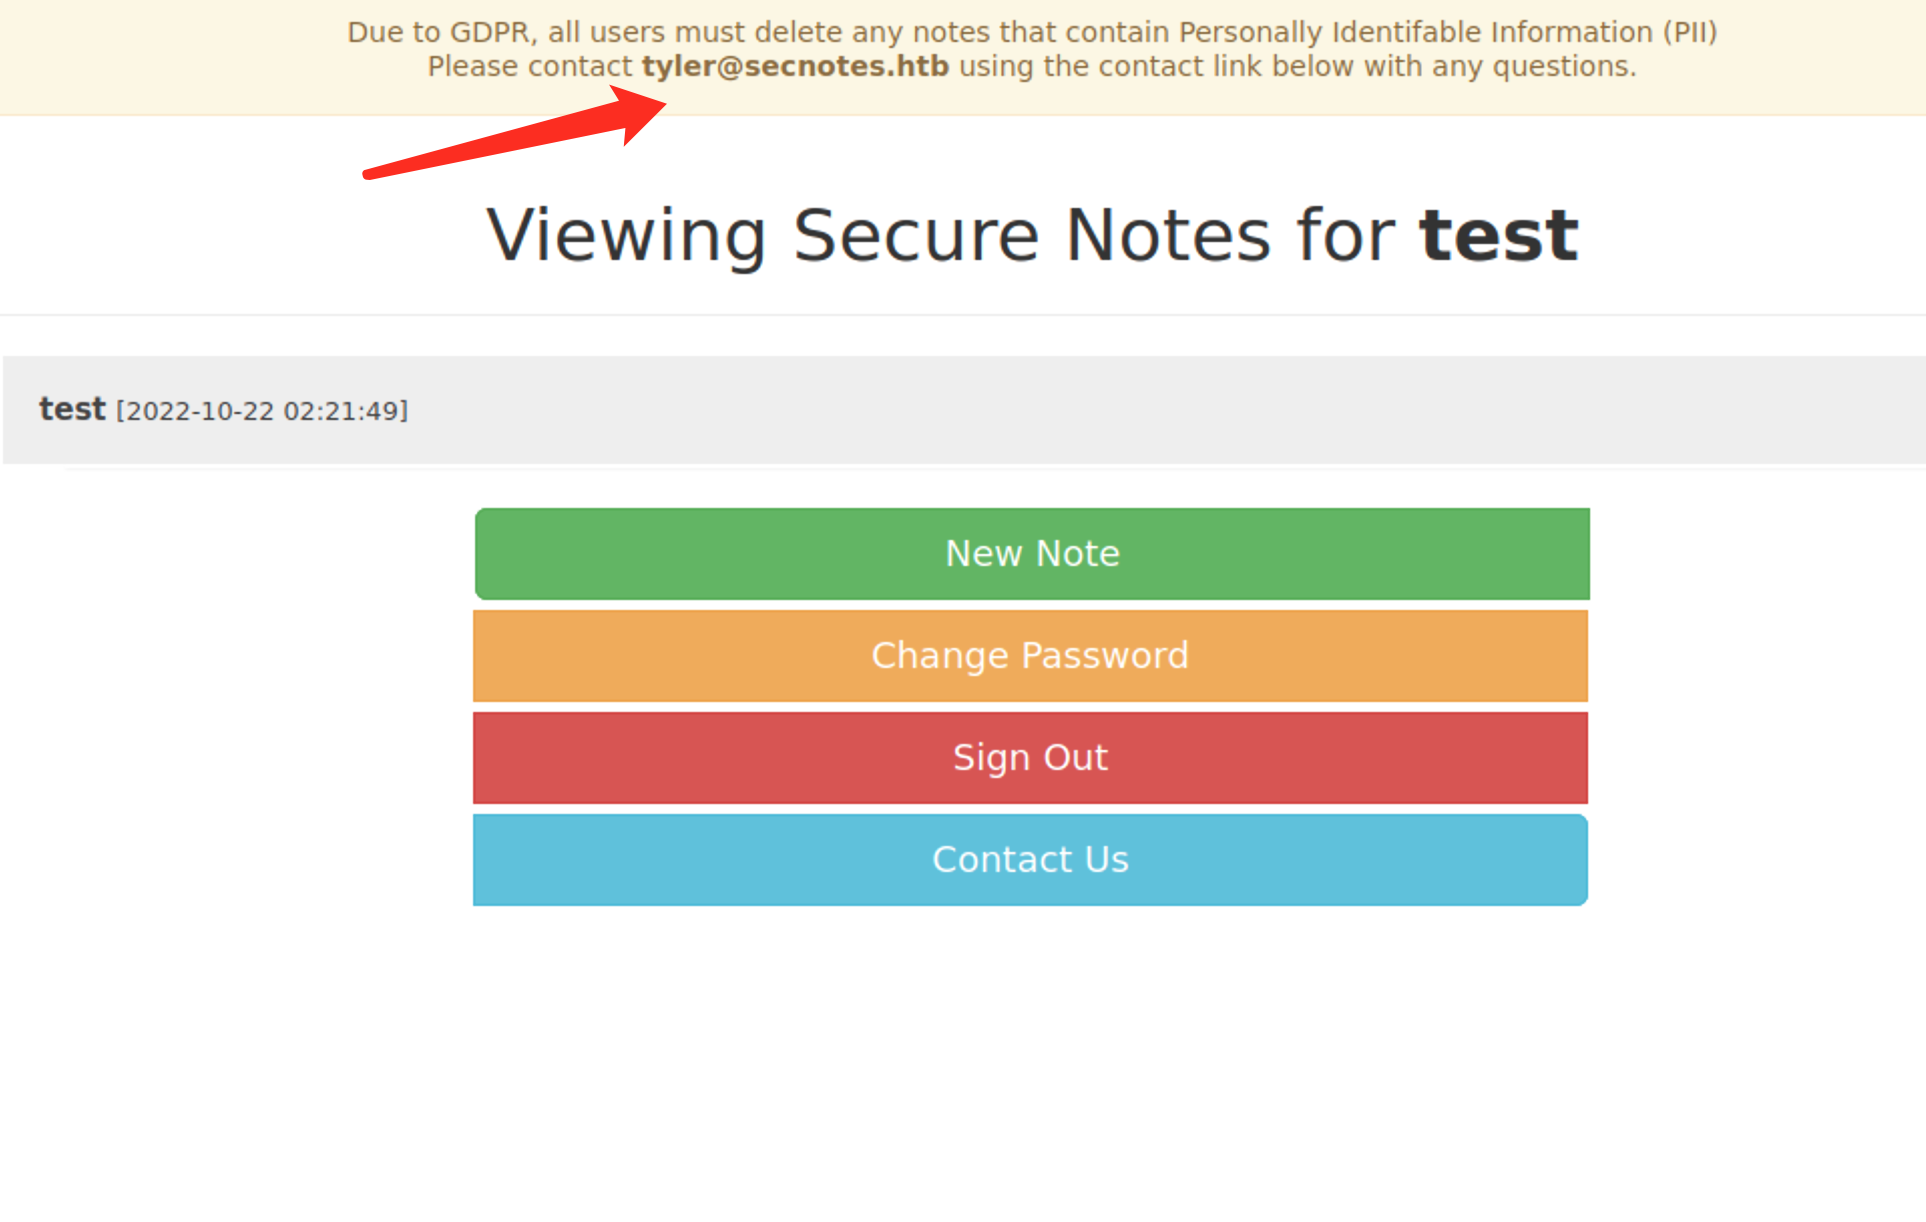 Due to GDPR, all users must delete any notes that contain Personally Identifable Information (PII)
Please contact tyler@secnotes.htb using the contact link below with any questions.
Viewing Secure Notes for test
test [2022-10-22 02:21:49]
New Note
Change Password
Sign Out
Contact Us